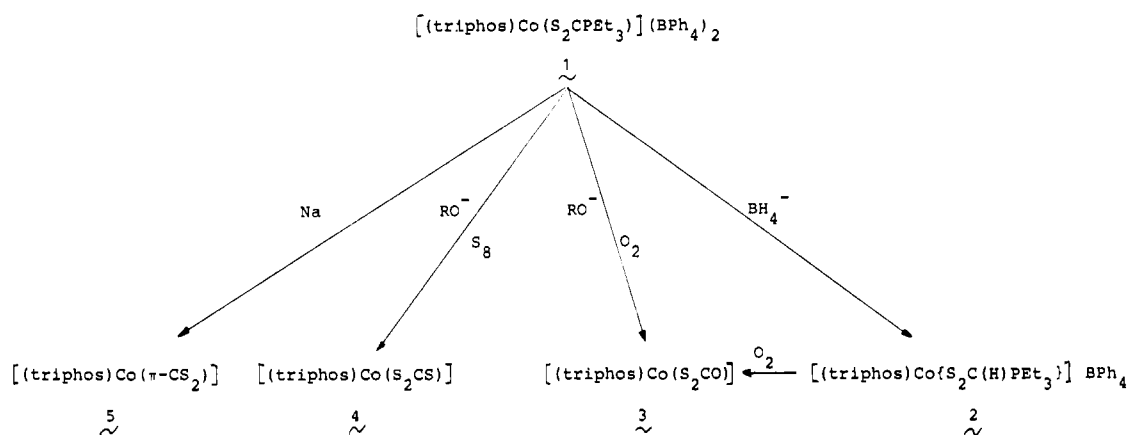 [(triphos)Co(S₂CPEt₃)](BPh₄)₂
1
Na
RO⁻
S₈
RO⁻
O₂
BH₄⁻
[(triphos)Co(π-CS₂)] [(triphos)Co(S₂CS)] [(triphos)Co(S₂CO)] O₂ [(triphos)Co{S₂C(H)PEt₃}] BPh₄
5 4 3 2